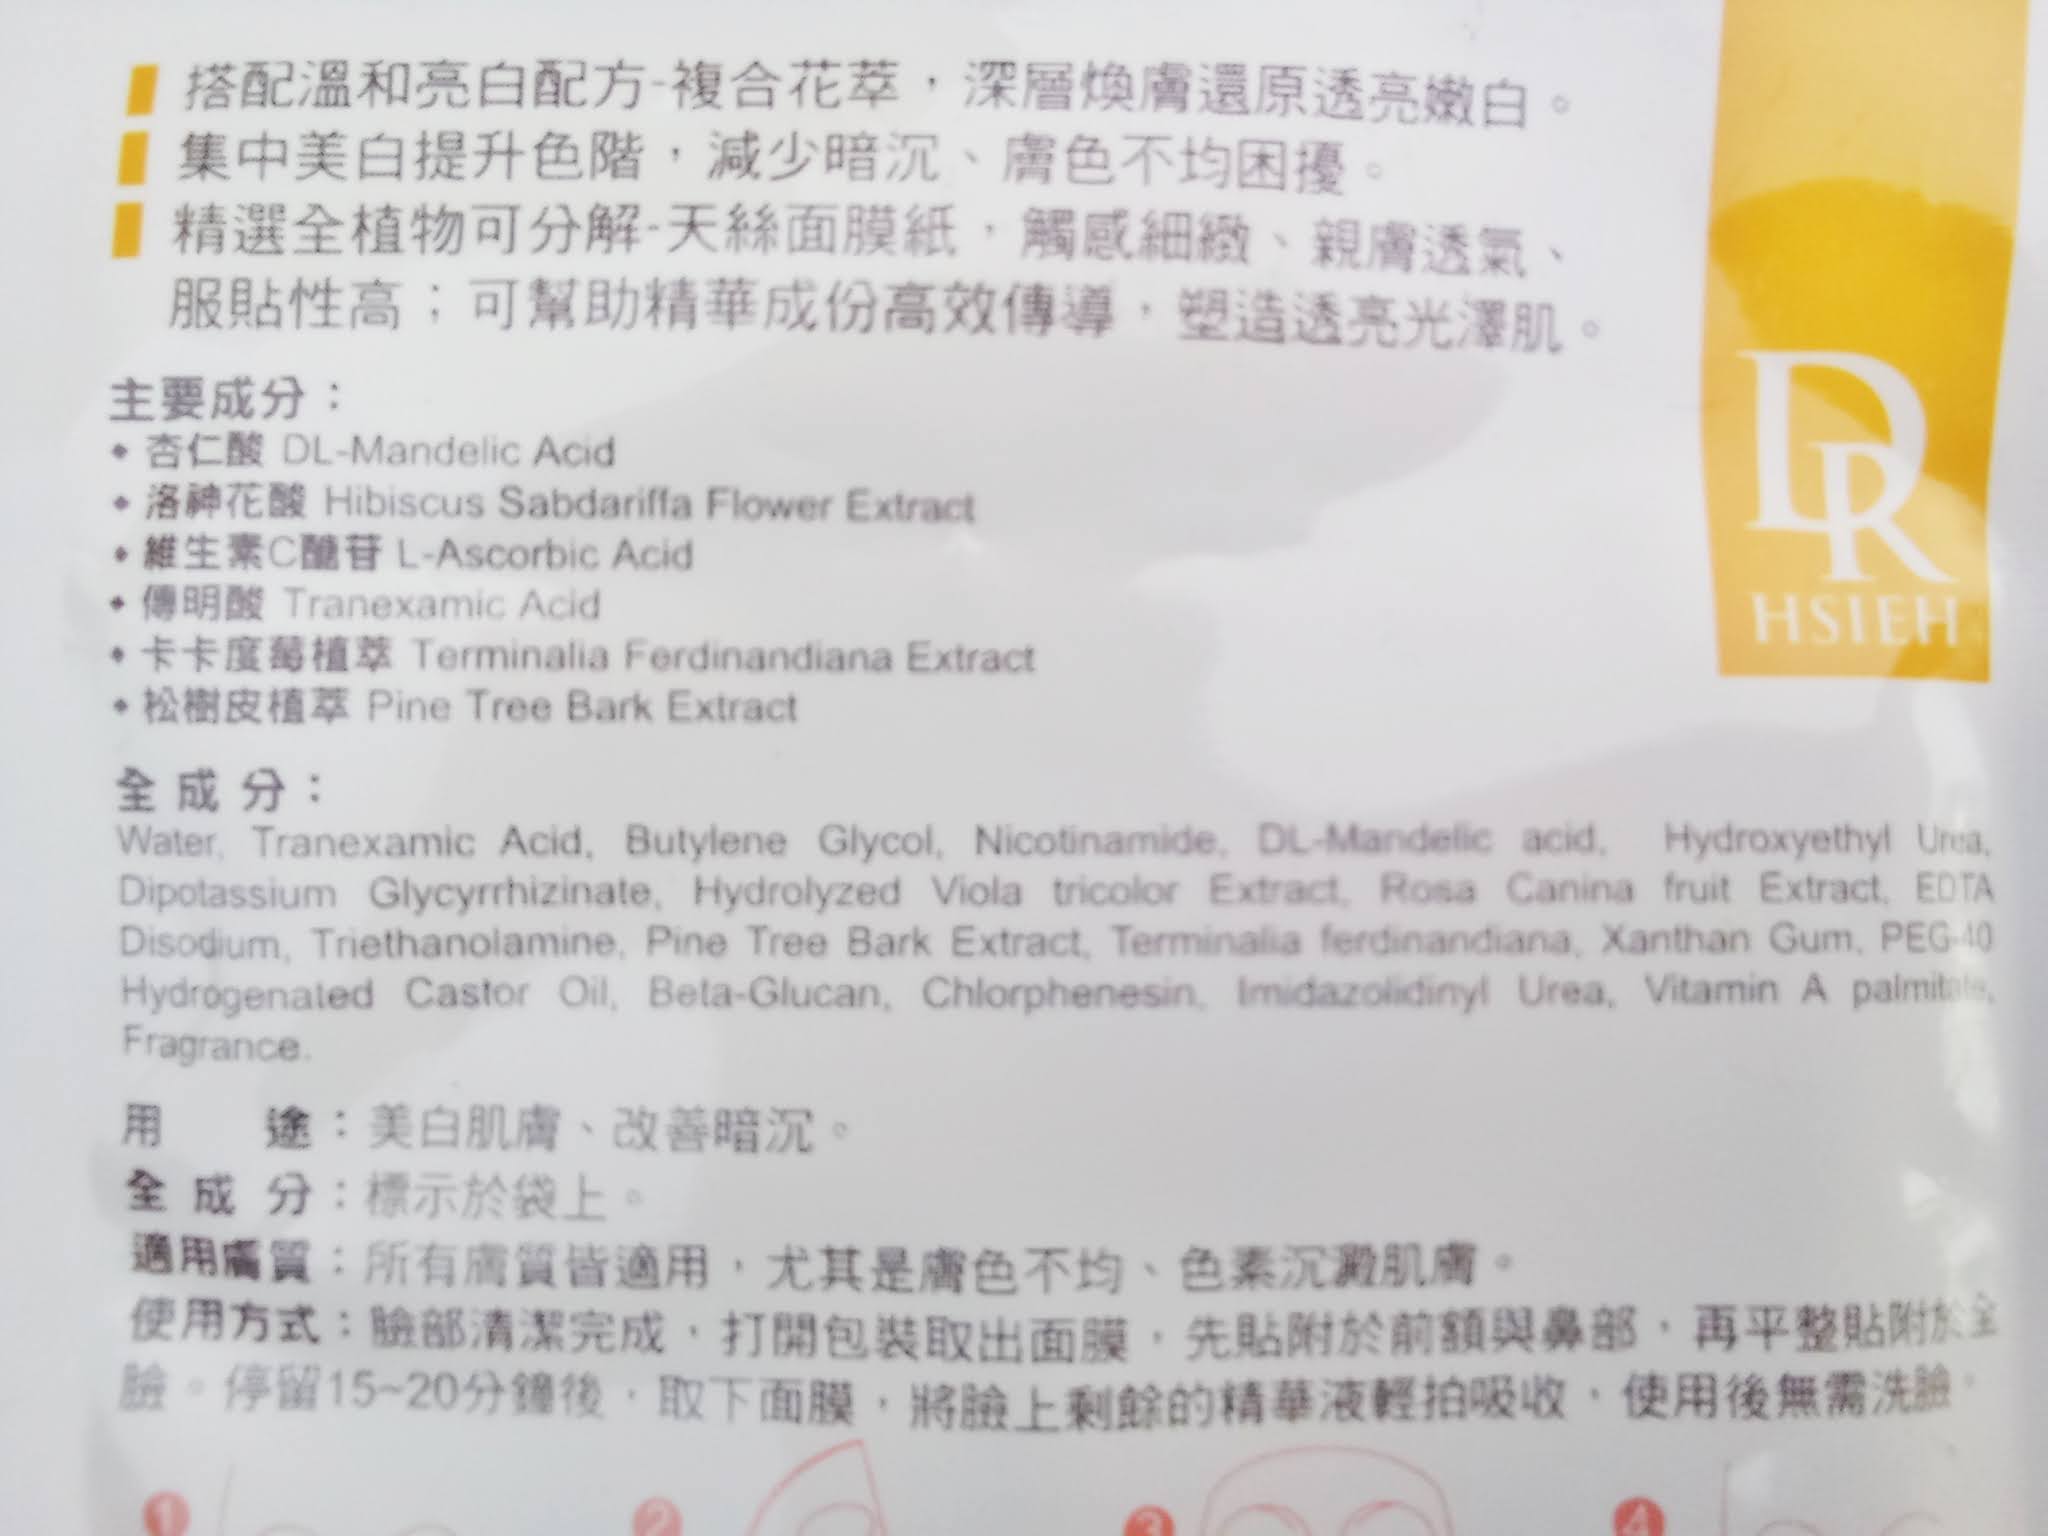 搭配溫和亮白配方-複合花萃，深層煥膚還原透亮嫩白。
集中美白提升色階，減少暗沉、膚色不均困擾。
精選全植物可分解-天絲面膜紙，觸感細緻、親膚透氣、
服貼性高；可幫助精華成份高效傳導，塑造透亮光澤肌。
DR
HSIEH
主要成分：
• 杏仁酸 DL-Mandelic Acid
• 洛神花酸 Hibiscus Sabdariffa Flower Extract
• 維生素C醣苷 L-Ascorbic Acid
• 傳明酸 Tranexamic Acid
• 卡卡度莓植萃 Terminalia Ferdinandiana Extract
• 松樹皮植萃 Pine Tree Bark Extract
全成分：
Water, Tranexamic Acid, Butylene Glycol, Nicotinamide, DL-Mandelic acid, Hydroxyethyl Urea,
Dipotassium Glycyrrhizinate, Hydrolyzed Viola tricolor Extract, Rosa Canina fruit Extract, EDTA
Disodium, Triethanolamine, Pine Tree Bark Extract, Terminalia ferdinandiana, Xanthan Gum, PEG-40
Hydrogenated Castor Oil, Beta-Glucan, Chlorphenesin, Imidazolidinyl Urea, Vitamin A palmitate,
Fragrance.
用途：美白肌膚、改善暗沉。
全成分：標示於袋上。
適用膚質：所有膚質皆適用，尤其是膚色不均、色素沉澱肌膚。
使用方式：臉部清潔完成，打開包裝取出面膜，先貼附於前額與鼻部，再平整貼附於全
臉。停留15~20分鐘後，取下面膜，將臉上剩餘的精華液輕拍吸收，使用後無需洗臉。
1 2 3 4